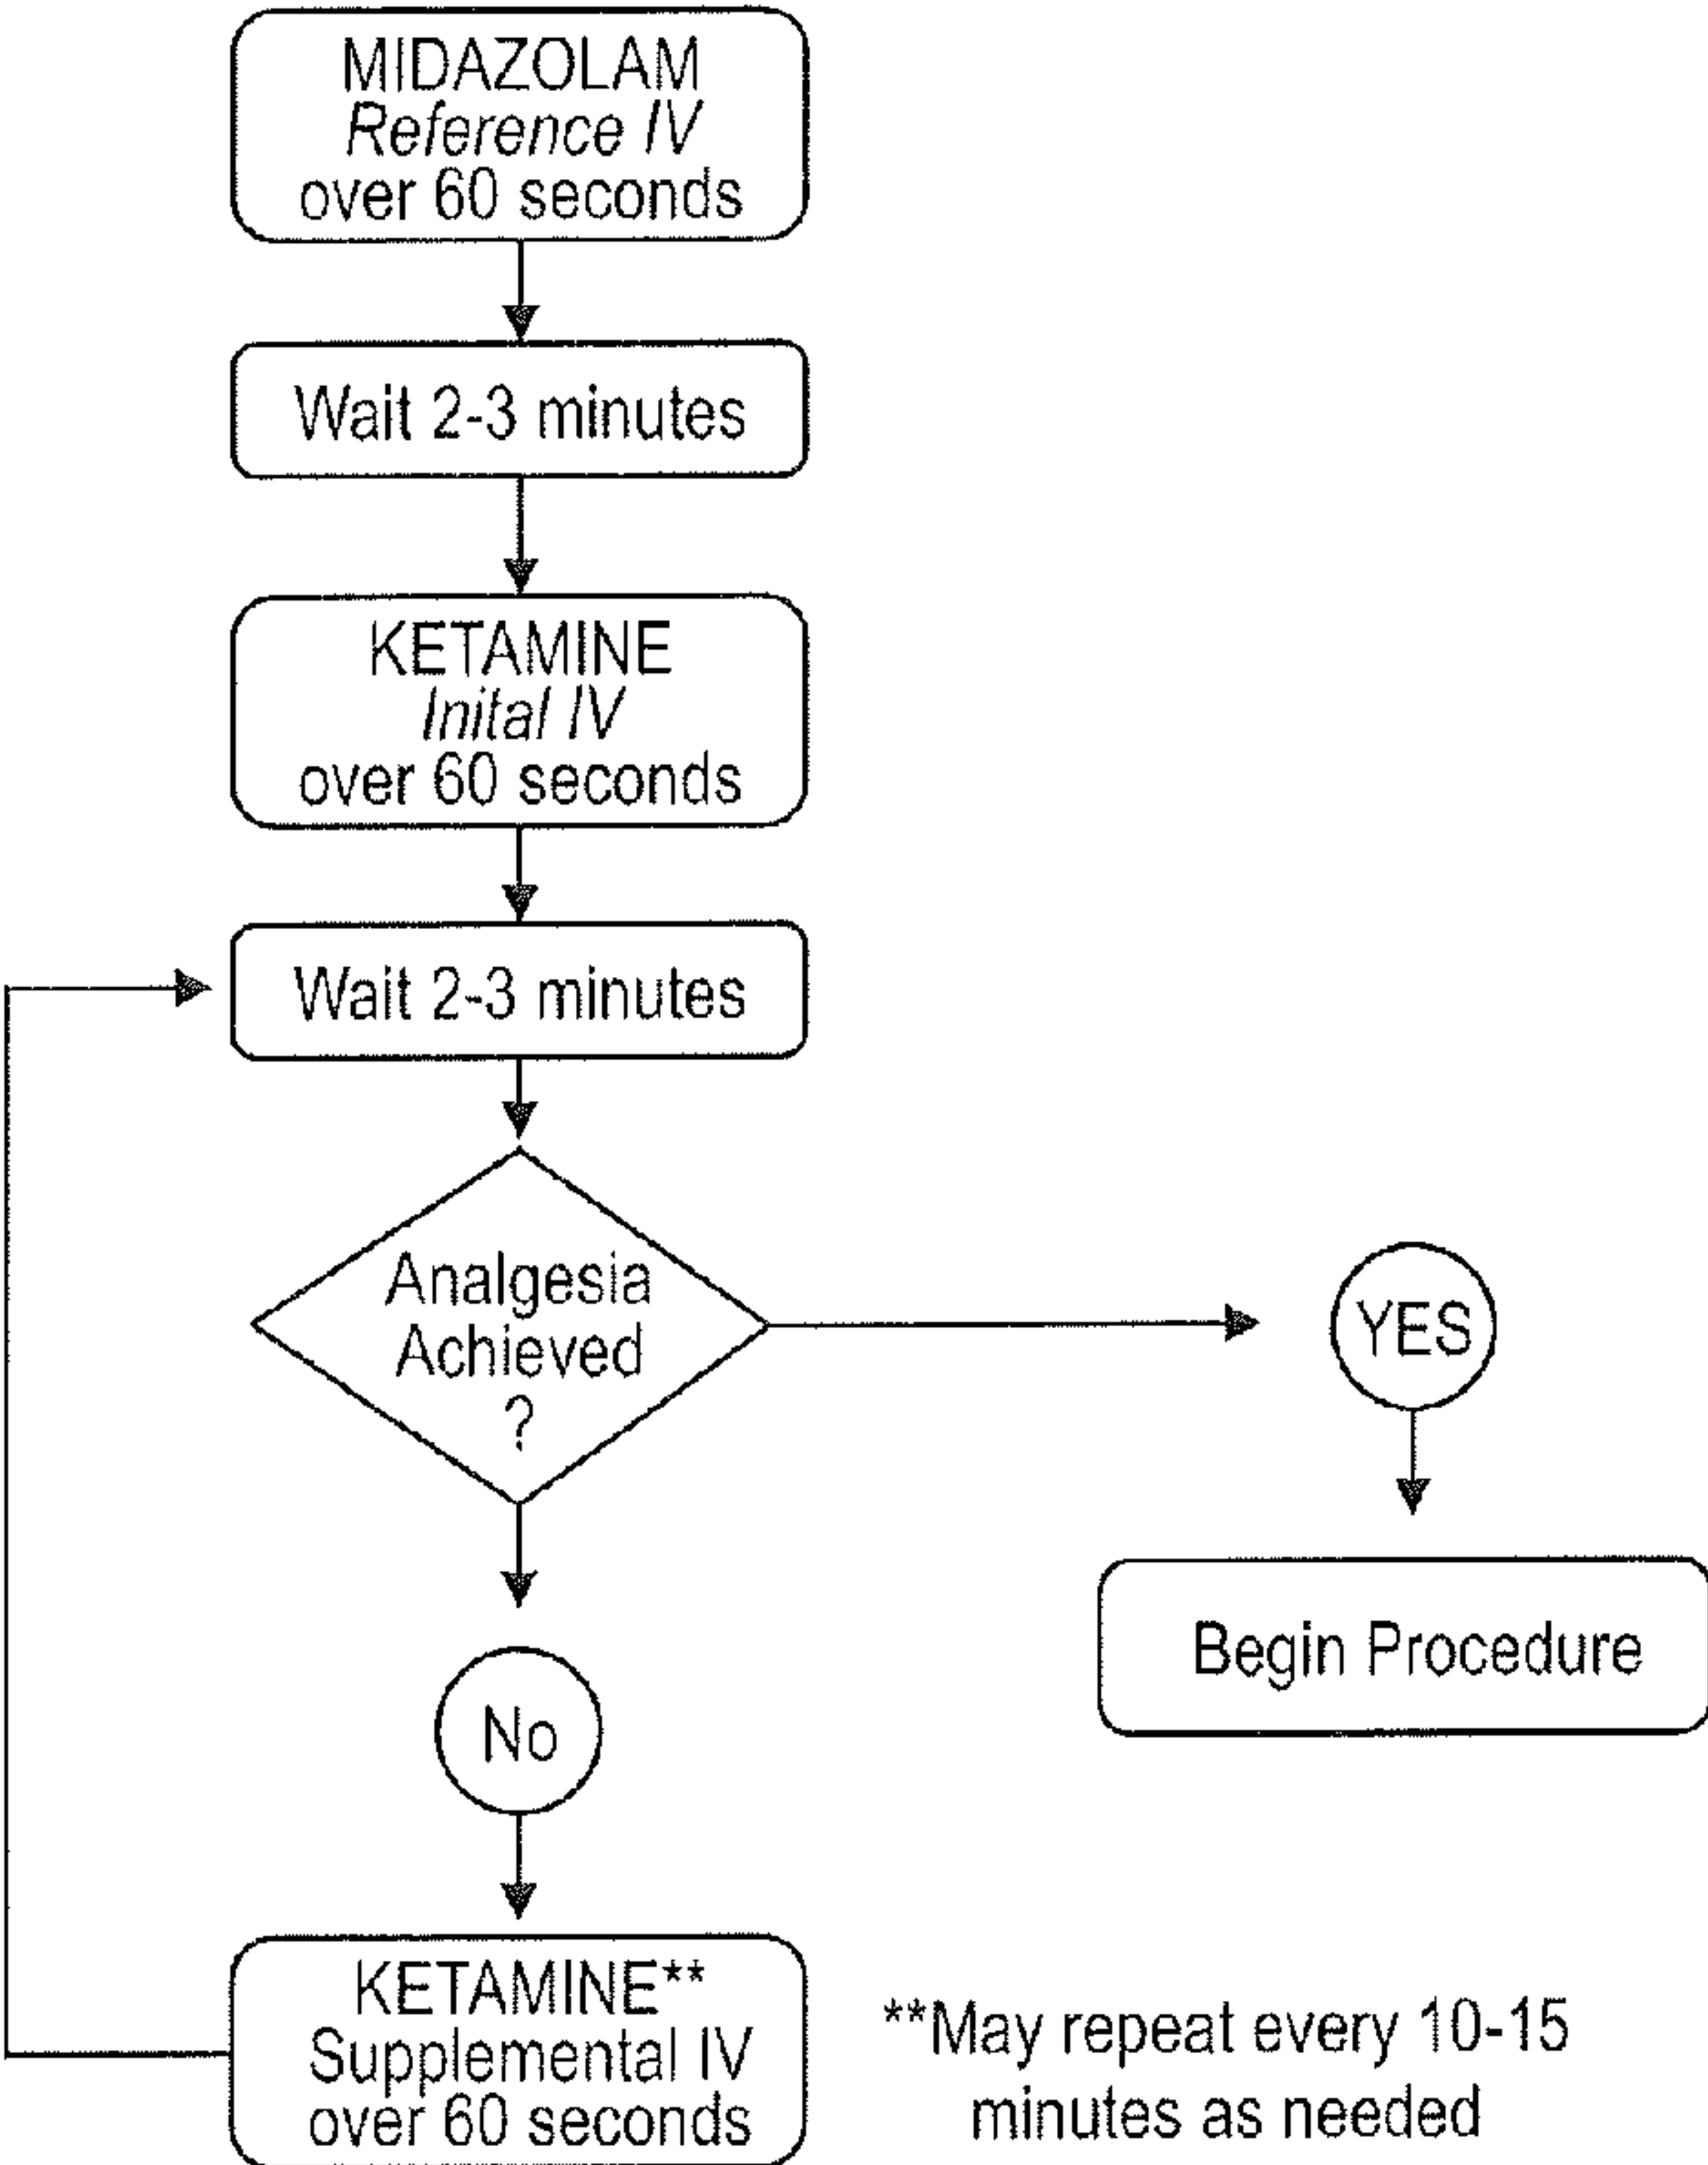 MIDAZOLAM
Reference IV
over 60 seconds
Wait 2-3 minutes
KETAMINE
Inital IV
over 60 seconds
Wait 2-3 minutes
Analgesia
Achieved
?
YES
Begin Procedure
No
KETAMINE**
Supplemental IV
over 60 seconds
**May repeat every 10-15
minutes as needed